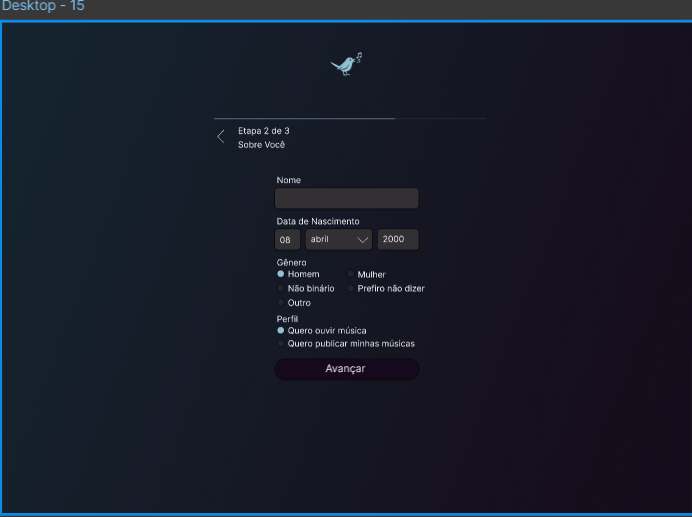 Desktop - 15
Etapa 2 de 3
Sobre Você
Nome
Data de Nascimento
08 abril 2000
Gênero
Homem Mulher
Não binário Prefiro não dizer
Outro
Perfil
Quero ouvir música
Quero publicar minhas músicas
Avançar